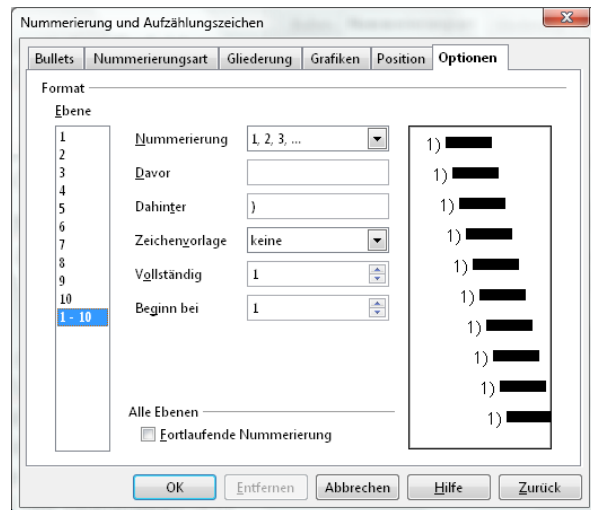 Nummerierung und Aufzählungszeichen
Bullets Nummerierungsart Gliederung Grafiken Position Optionen
Format
Ebene
1
2
3
4
5
6
7
8
9
10
1 - 10
Nummerierung 1, 2, 3, ...
Davor
Dahinter )
Zeichenvorlage keine
Vollständig 1
Beginn bei 1
Alle Ebenen
Fortlaufende Nummerierung
1)
1)
1)
1)
1)
1)
1)
1)
1)
1)
OK Entfernen Abbrechen Hilfe Zurück